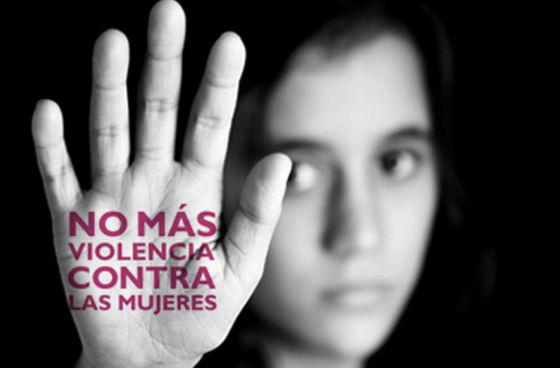 NO MÁS
VIOLENCIA
CONTRA
LAS MUJERES